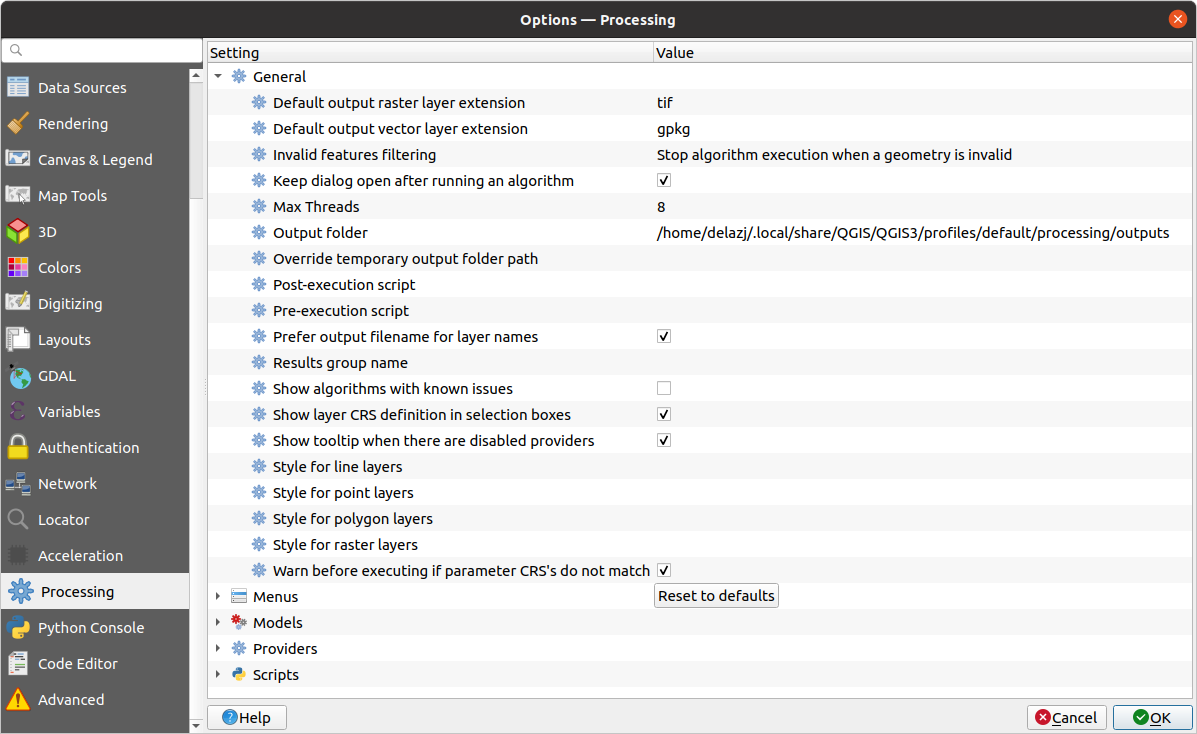 Options — Processing
Setting Value
Data Sources
Rendering
Canvas & Legend
Map Tools
3D
Colors
Digitizing
Layouts
GDAL
Variables
Authentication
Network
Locator
Acceleration
Processing
Python Console
Code Editor
Advanced
General
Default output raster layer extension tif
Default output vector layer extension gpkg
Invalid features filtering Stop algorithm execution when a geometry is invalid
Keep dialog open after running an algorithm
Max Threads 8
Output folder /home/delazj/.local/share/QGIS/QGIS3/profiles/default/processing/outputs
Override temporary output folder path
Post-execution script
Pre-execution script
Prefer output filename for layer names
Results group name
Show algorithms with known issues
Show layer CRS definition in selection boxes
Show tooltip when there are disabled providers
Style for line layers
Style for point layers
Style for polygon layers
Style for raster layers
Warn before executing if parameter CRS's do not match
Menus Reset to defaults
Models
Providers
Scripts
Help Cancel OK